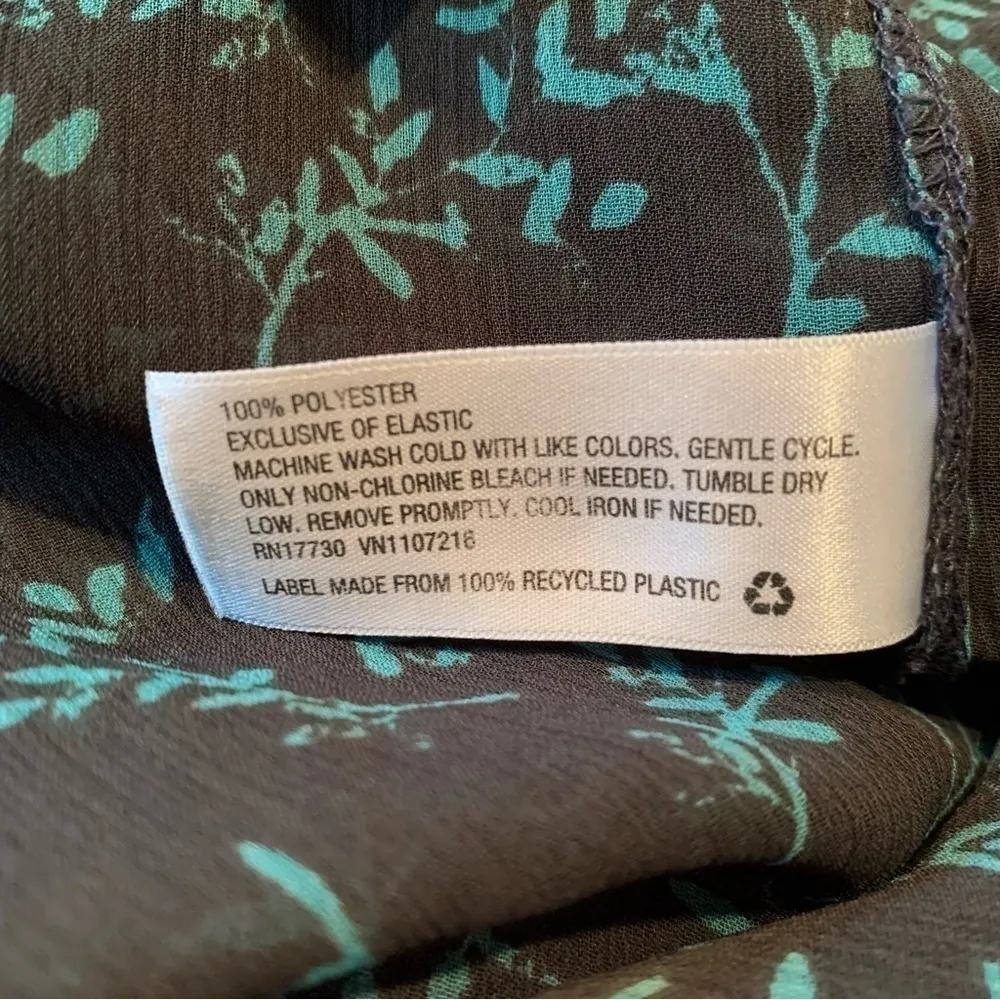 100% POLYESTER
EXCLUSIVE OF ELASTIC
MACHINE WASH COLD WITH LIKE COLORS. GENTLE CYCLE.
ONLY NON-CHLORINE BLEACH IF NEEDED. TUMBLE DRY
LOW. REMOVE PROMPTLY. COOL IRON IF NEEDED.
RN17730 VN1107216
LABEL MADE FROM 100% RECYCLED PLASTIC